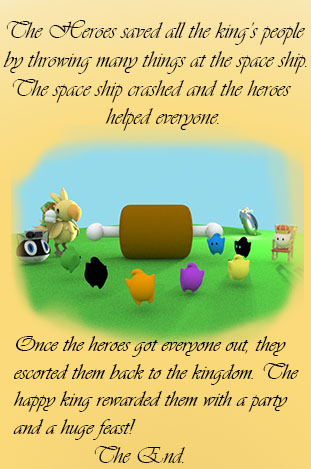 The Heroes saved all the king's people
by throwing many things at the space ship.
The space ship crashed and the heroes
helped everyone.
Once the heroes got everyone out, they
escorted them back to the kingdom. The
happy king rewarded them with a party
and a huge feast!
The End.